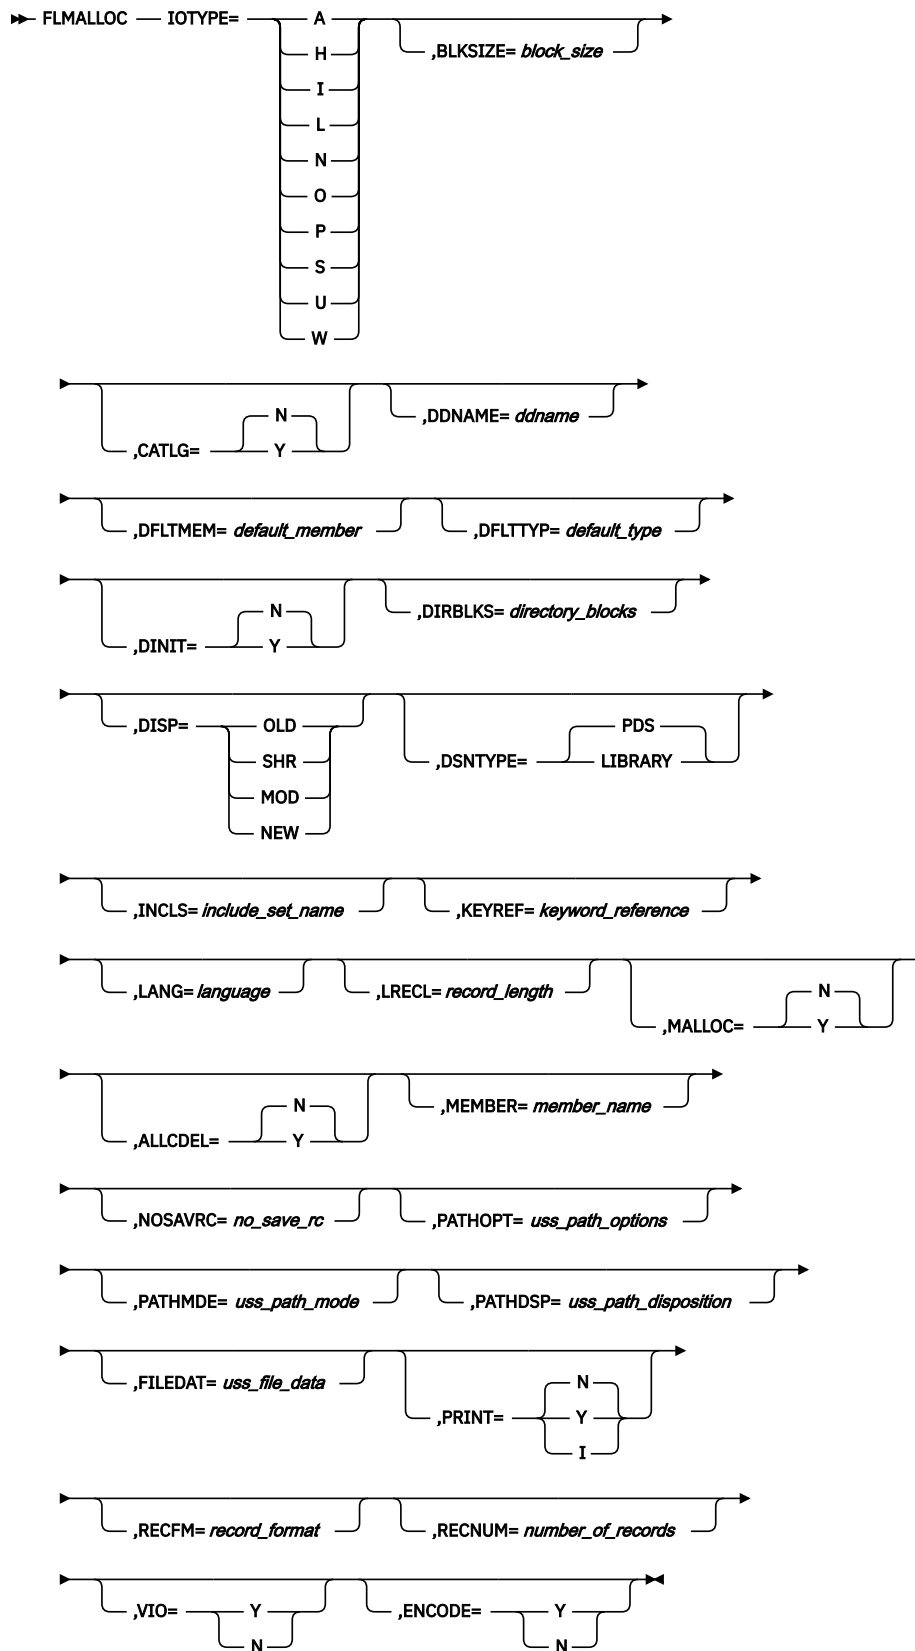 FLMALLOC IOTYPE= A ,BLKSIZE= block_size
H
I
L
N
O
P
S
U
W
,CATLG= N Y ,DDNAME= ddname
,DFLTMEM= default_member ,DFLTTYP= default_type
,DINIT= N Y ,DIRBLKS= directory_blocks
,DISP= OLD SHR MOD NEW ,DSNTYPE= PDS LIBRARY
,INCLS= include_set_name ,KEYREF= keyword_reference
,LANG= language ,LRECL= record_length ,MALLOC= N Y
,ALLCDEL= N Y ,MEMBER= member_name
,NOSAVRC= no_save_rc ,PATHOPT= uss_path_options
,PATHMDE= uss_path_mode ,PATHDSP= uss_path_disposition
,FILEDAT= uss_file_data ,PRINT= N Y I
,RECFM= record_format ,RECNUM= number_of_records
,VIO= Y N ,ENCODE= Y N